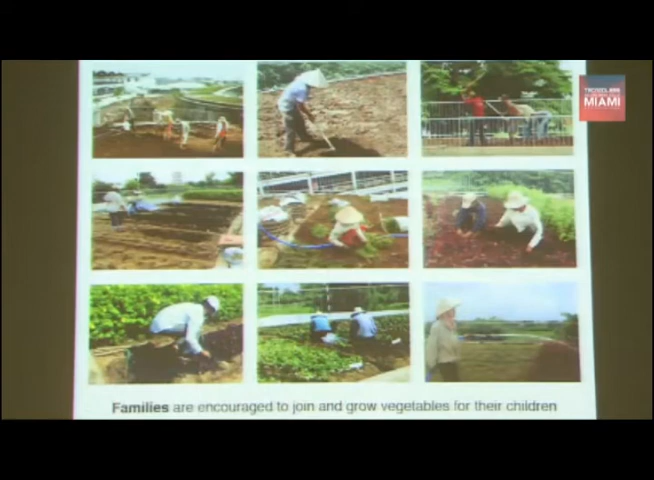 MIAMI
Families are encouraged to join and grow vegetables for their children